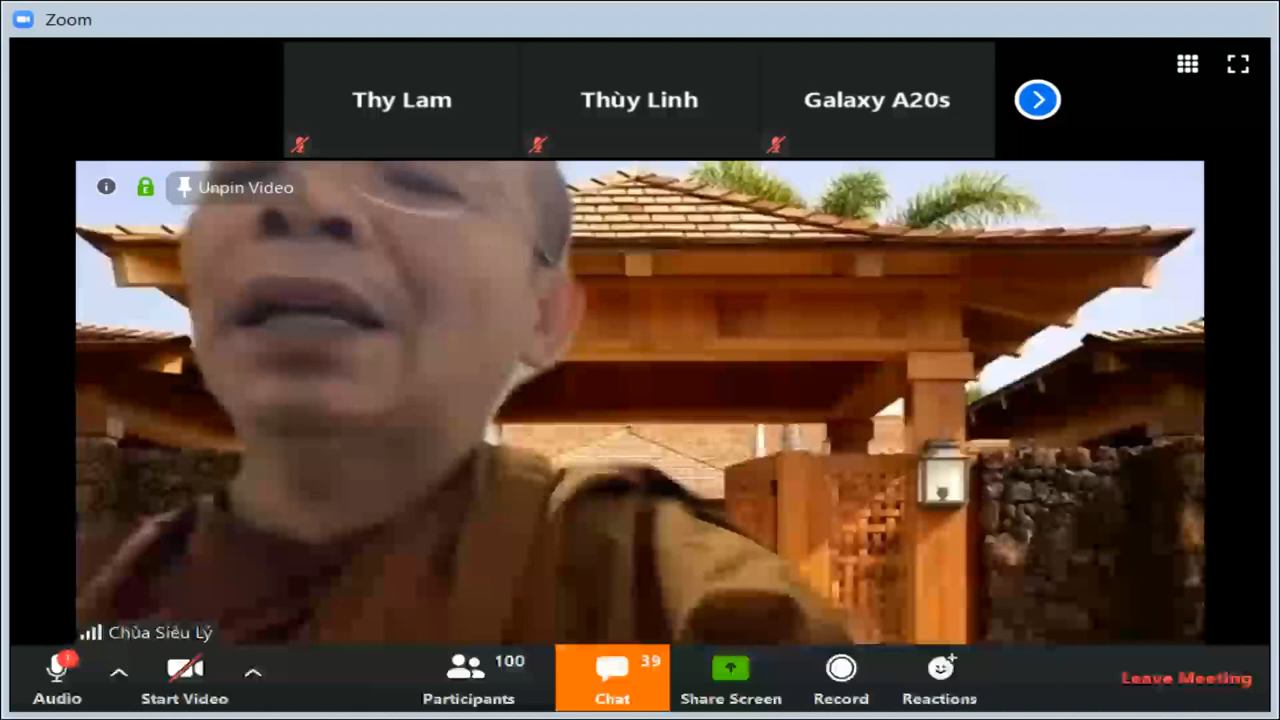 Zoom
Thy Lam
Thùy Linh
Galaxy A20s
Unpin Video
Chùa Siêu Lý
Audio
Start Video
100
Participants
39
Chat
Share Screen
Record
Reactions
Leave Meeting